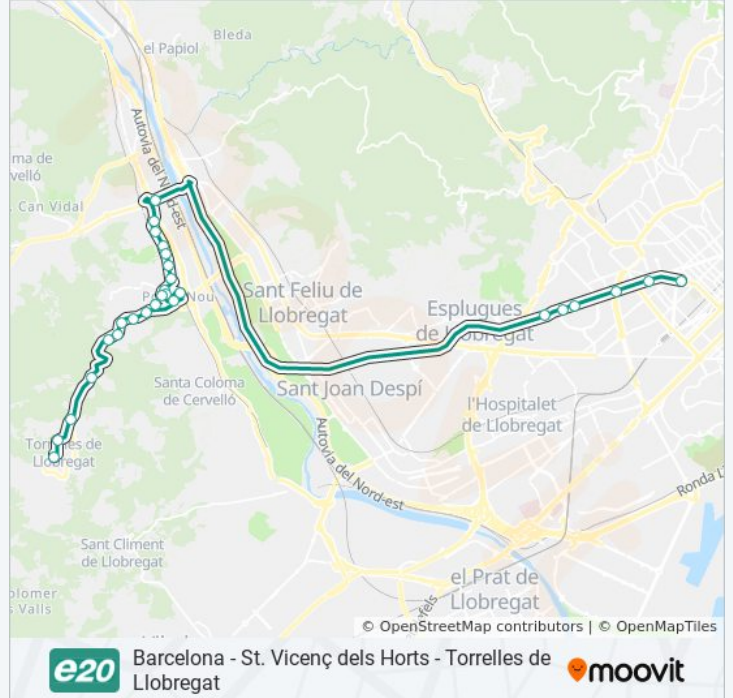 Bleda
el Papiol
Autovia del Nord-est
ma de
velló
. Can Vidal
Nou
Sant Feliu de
Llobregat
Esplugues
de Llobregat
Santa Coloma
de Cervelló
Sant Joan Despí
l'Hospitalet
de Llobregat
Autovia del Nord-est
Torrelles de
Llobregat
Ronda L
Sant Climent
de Llobregat
olomer
s Valls
el Prat de
Llobregat
efels
© OpenStreetMap contributors | © OpenMapTiles
e20
Barcelona - St. Vicenç dels Horts - Torrelles de
Llobregat
moovit